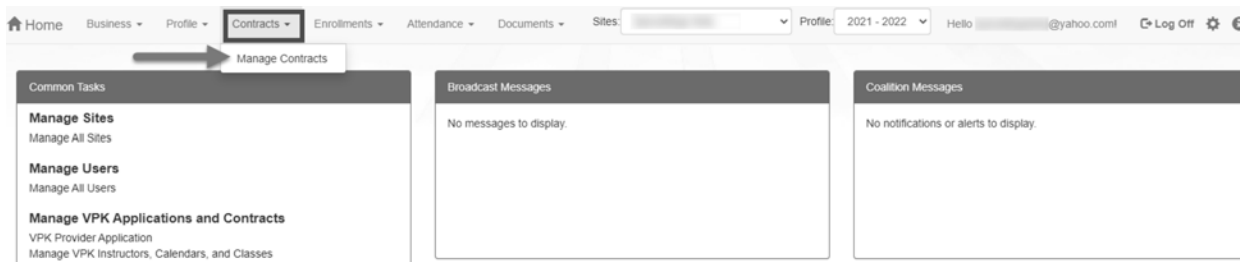 Home Business Profile Contracts Enrollments Attendance Documents Sites: Profile: 2021 - 2022 Hello @yahoo.com! Log Off
Manage Contracts
Common Tasks
Manage Sites
Manage All Sites
Manage Users
Manage All Users
Manage VPK Applications and Contracts
VPK Provider Application
Manage VPK Instructors, Calendars, and Classes
Broadcast Messages
No messages to display.
Coalition Messages
No notifications or alerts to display.